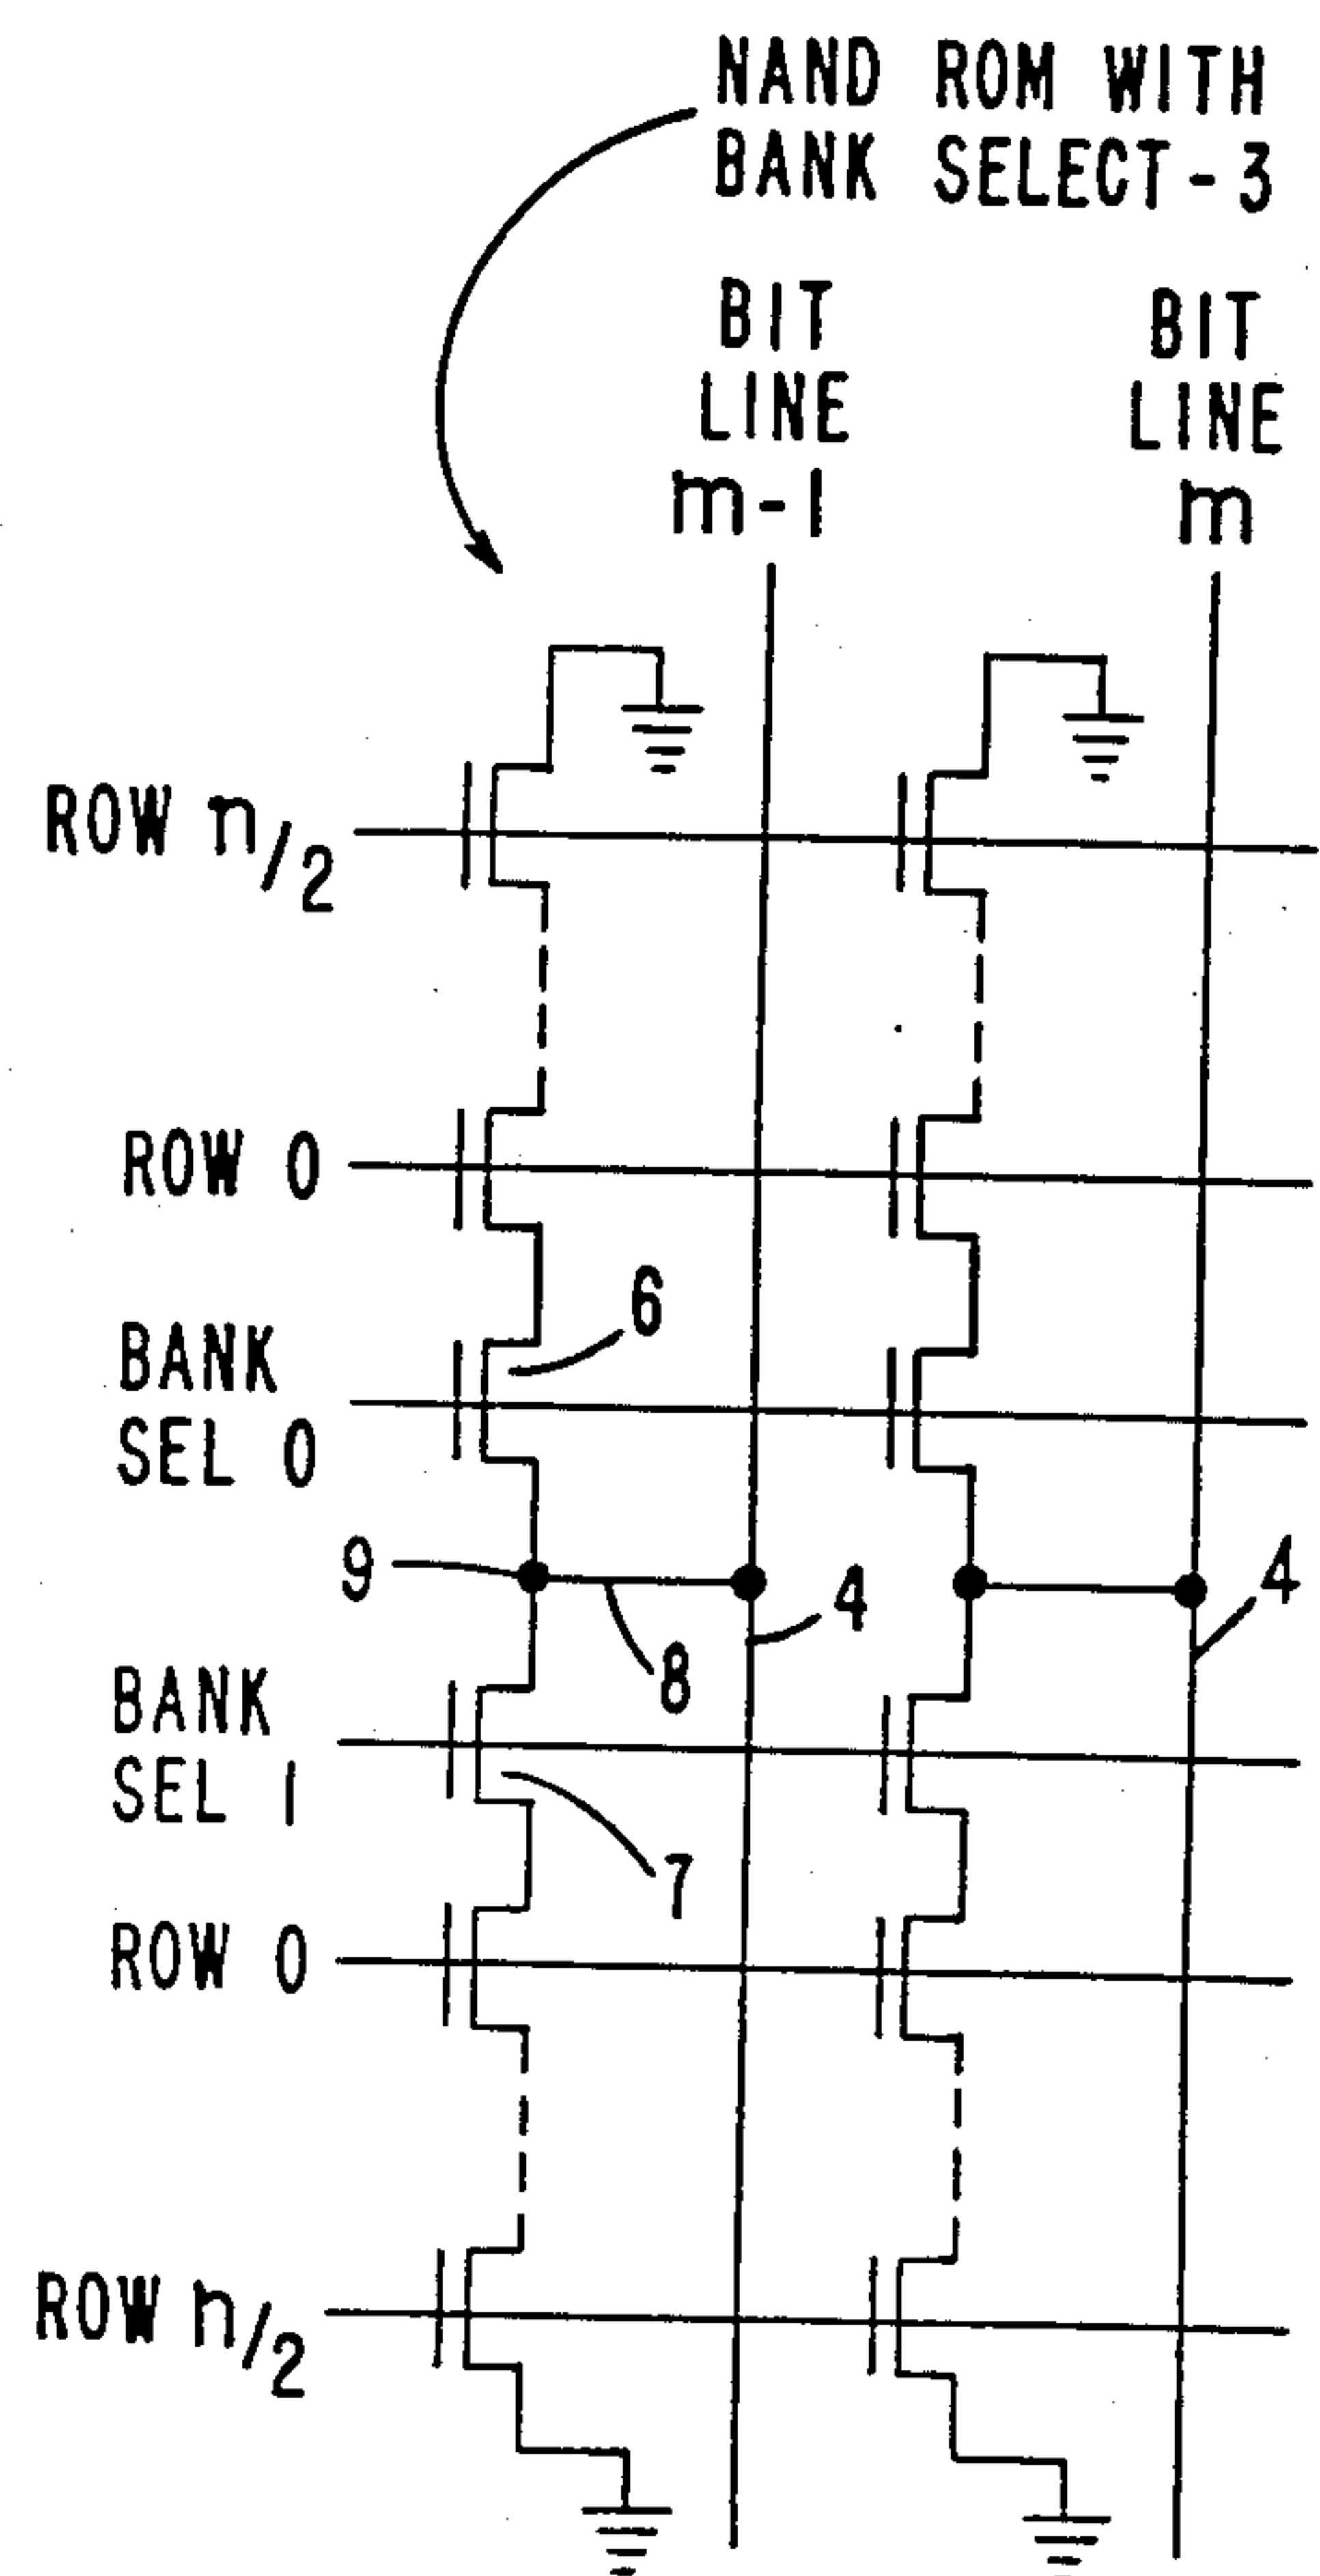 NAND ROM WITH
BANK SELECT-3
BIT
LINE
m-1
BIT
LINE
m
ROW n/2
ROW 0
6
BANK
SEL 0
9
8
4
4
BANK
SEL 1
7
ROW 0
ROW n/2